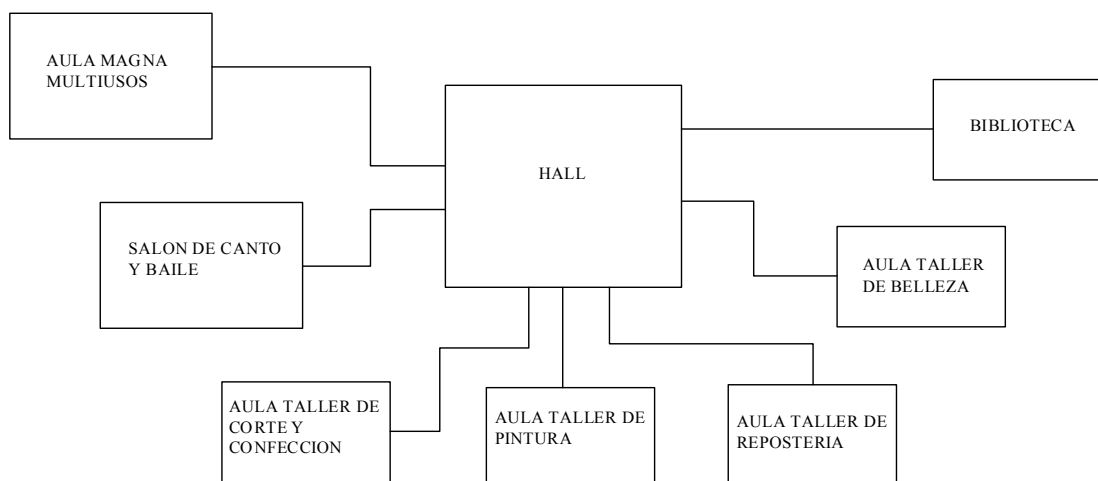 AULA MAGNA
MULTIUSOS
HALL
BIBLIOTECA
SALON DE CANTO
Y BAILE
AULA TALLER
DE BELLEZA
AULA TALLER DE
CORTE Y
CONFECCION
AULA TALLER DE
PINTURA
AULA TALLER DE
REPOSTERIA